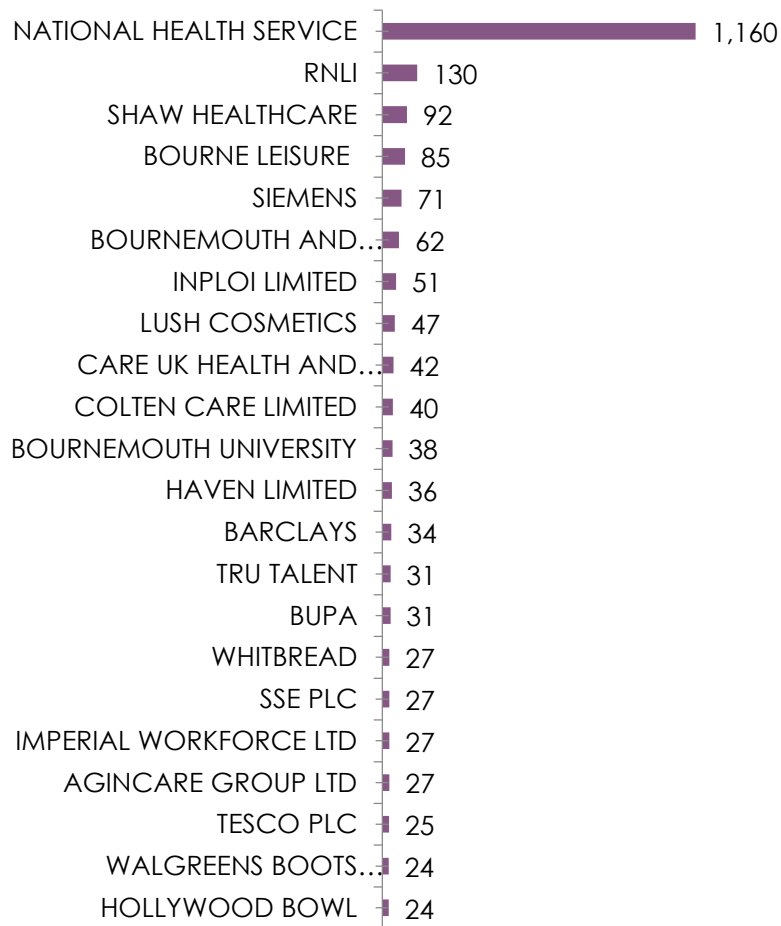 NATIONAL HEALTH SERVICE 1,160
RNLI 130
SHAW HEALTHCARE 92
BOURNE LEISURE 85
SIEMENS 71
BOURNEMOUTH AND... 62
INPLOI LIMITED 51
LUSH COSMETICS 47
CARE UK HEALTH AND... 42
COLTEN CARE LIMITED 40
BOURNEMOUTH UNIVERSITY 38
HAVEN LIMITED 36
BARCLAYS 34
TRU TALENT 31
BUPA 31
WHITBREAD 27
SSE PLC 27
IMPERIAL WORKFORCE LTD 27
AGINCARE GROUP LTD 27
TESCO PLC 25
WALGREENS BOOTS... 24
HOLLYWOOD BOWL 24